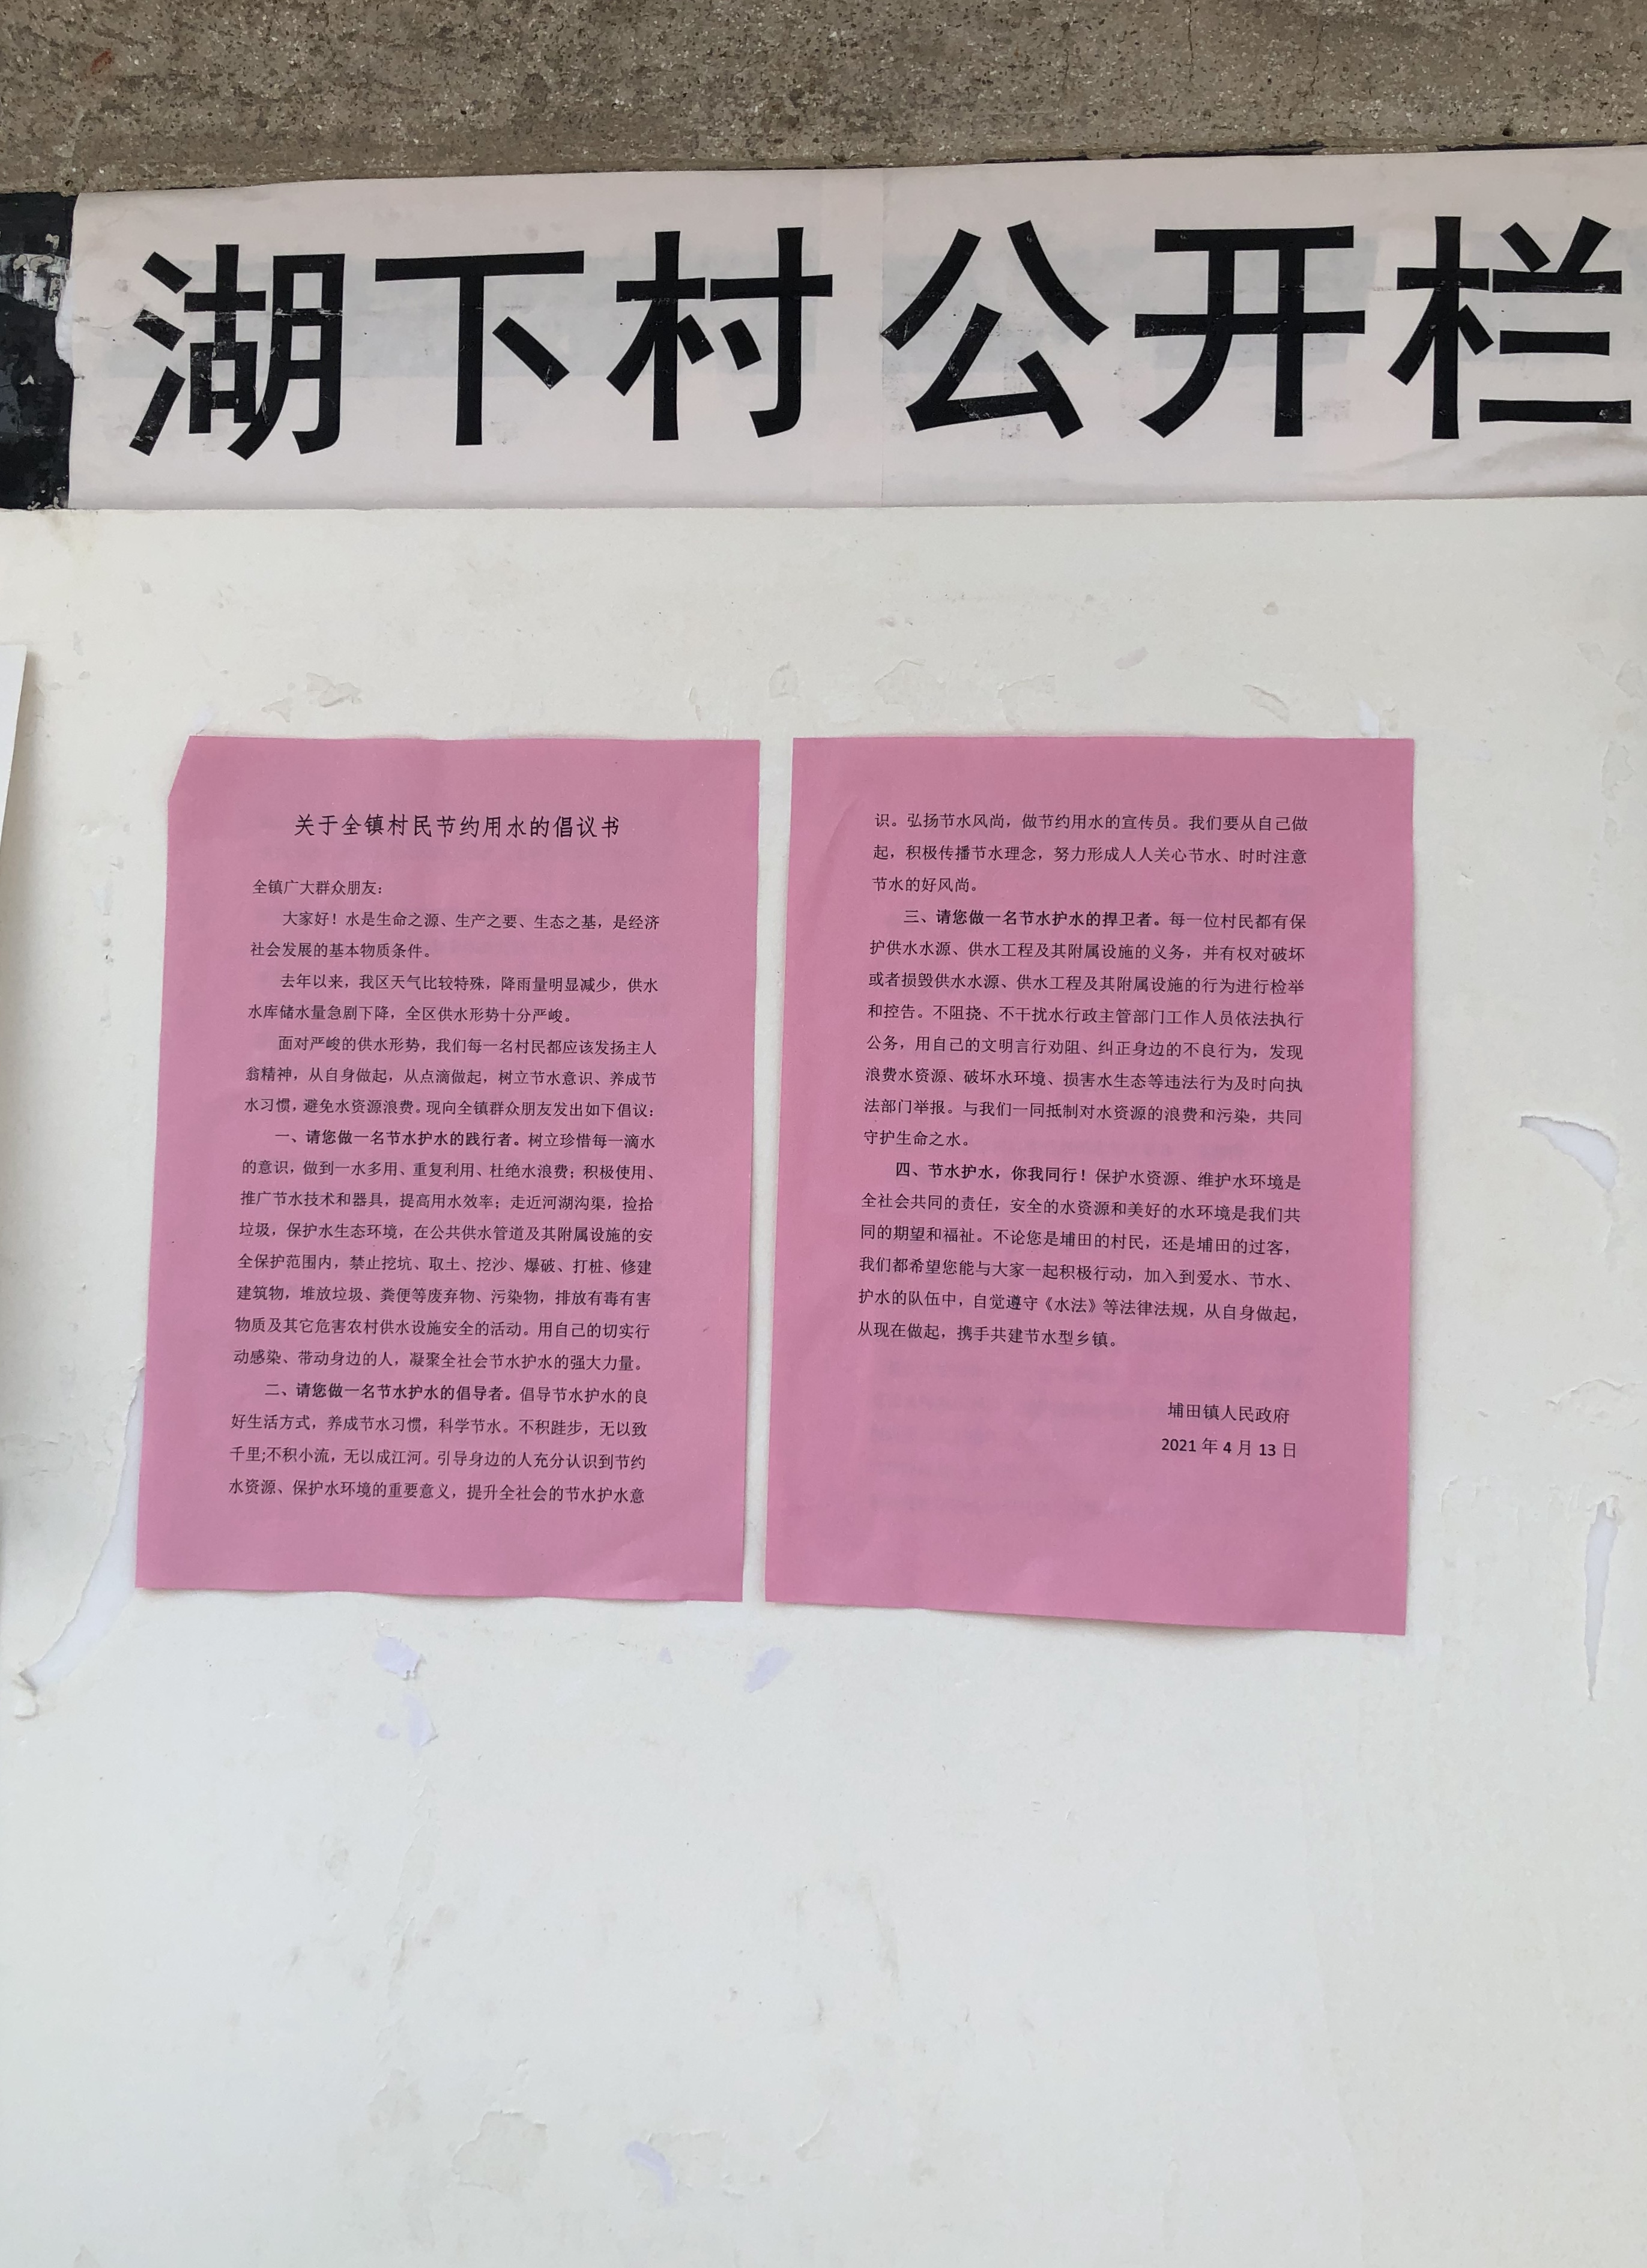 湖下村公开栏
关于全镇村民节约用水的倡议书
全镇广大群众朋友：
大家好！水是生命之源、生产之要、生态之基，是经济
社会发展的基本物质条件。
去年以来，我区天气比较特殊，降雨量明显减少，供水
水库储水量急剧下降，全区供水形势十分严峻。
面对严峻的供水形势，我们每一名村民都应该发扬主人
翁精神，从自身做起，从点滴做起，树立节水意识、养成节
水习惯，避免水资源浪费。现向全镇群众朋友发出如下倡议：
一、请您做一名节水护水的践行者。树立珍惜每一滴水
的意识，做到一水多用、重复利用、杜绝水浪费；积极使用、
推广节水技术和器具，提高用水效率；走近河湖沟渠，捡拾
垃圾，保护水生态环境，在公共供水管道及其附属设施的安
全保护范围内，禁止挖坑、取土、挖沙、爆破、打桩、修建
建筑物，堆放垃圾、粪便等废弃物、污染物，排放有毒有害
物质及其它危害农村供水设施安全的活动。用自己的切实行
动感染、带动身边的人，凝聚全社会节水护水的强大力量。
二、请您做一名节水护水的倡导者。倡导节水护水的良
好生活方式，养成节水习惯，科学节水。不积跬步，无以致
千里;不积小流，无以成江河。引导身边的人充分认识到节约
水资源、保护水环境的重要意义，提升全社会的节水护水意
识。弘扬节水风尚，做节约用水的宣传员。我们要从自己做
起，积极传播节水理念，努力形成人人关心节水、时时注意
节水的好风尚。
三、请您做一名节水护水的捍卫者。每一位村民都有保
护供水水源、供水工程及其附属设施的义务，并有权对破坏
或者损毁供水水源、供水工程及其附属设施的行为进行检举
和控告。不阻挠、不干扰水行政主管部门工作人员依法执行
公务，用自己的文明言行劝阻、纠正身边的不良行为，发现
浪费水资源、破坏水环境、损害水生态等违法行为及时向执
法部门举报。与我们一同抵制对水资源的浪费和污染，共同
守护生命之水。
四、节水护水，你我同行！保护水资源、维护水环境是
全社会共同的责任，安全的水资源和美好的水环境是我们共
同的期望和福祉。不论您是埔田的村民，还是埔田的过客，
我们都希望您能与大家一起积极行动，加入到爱水、节水、
护水的队伍中，自觉遵守《水法》等法律法规，从自身做起，
从现在做起，携手共建节水型乡镇。
埔田镇人民政府
2021 年 4 月 13 日